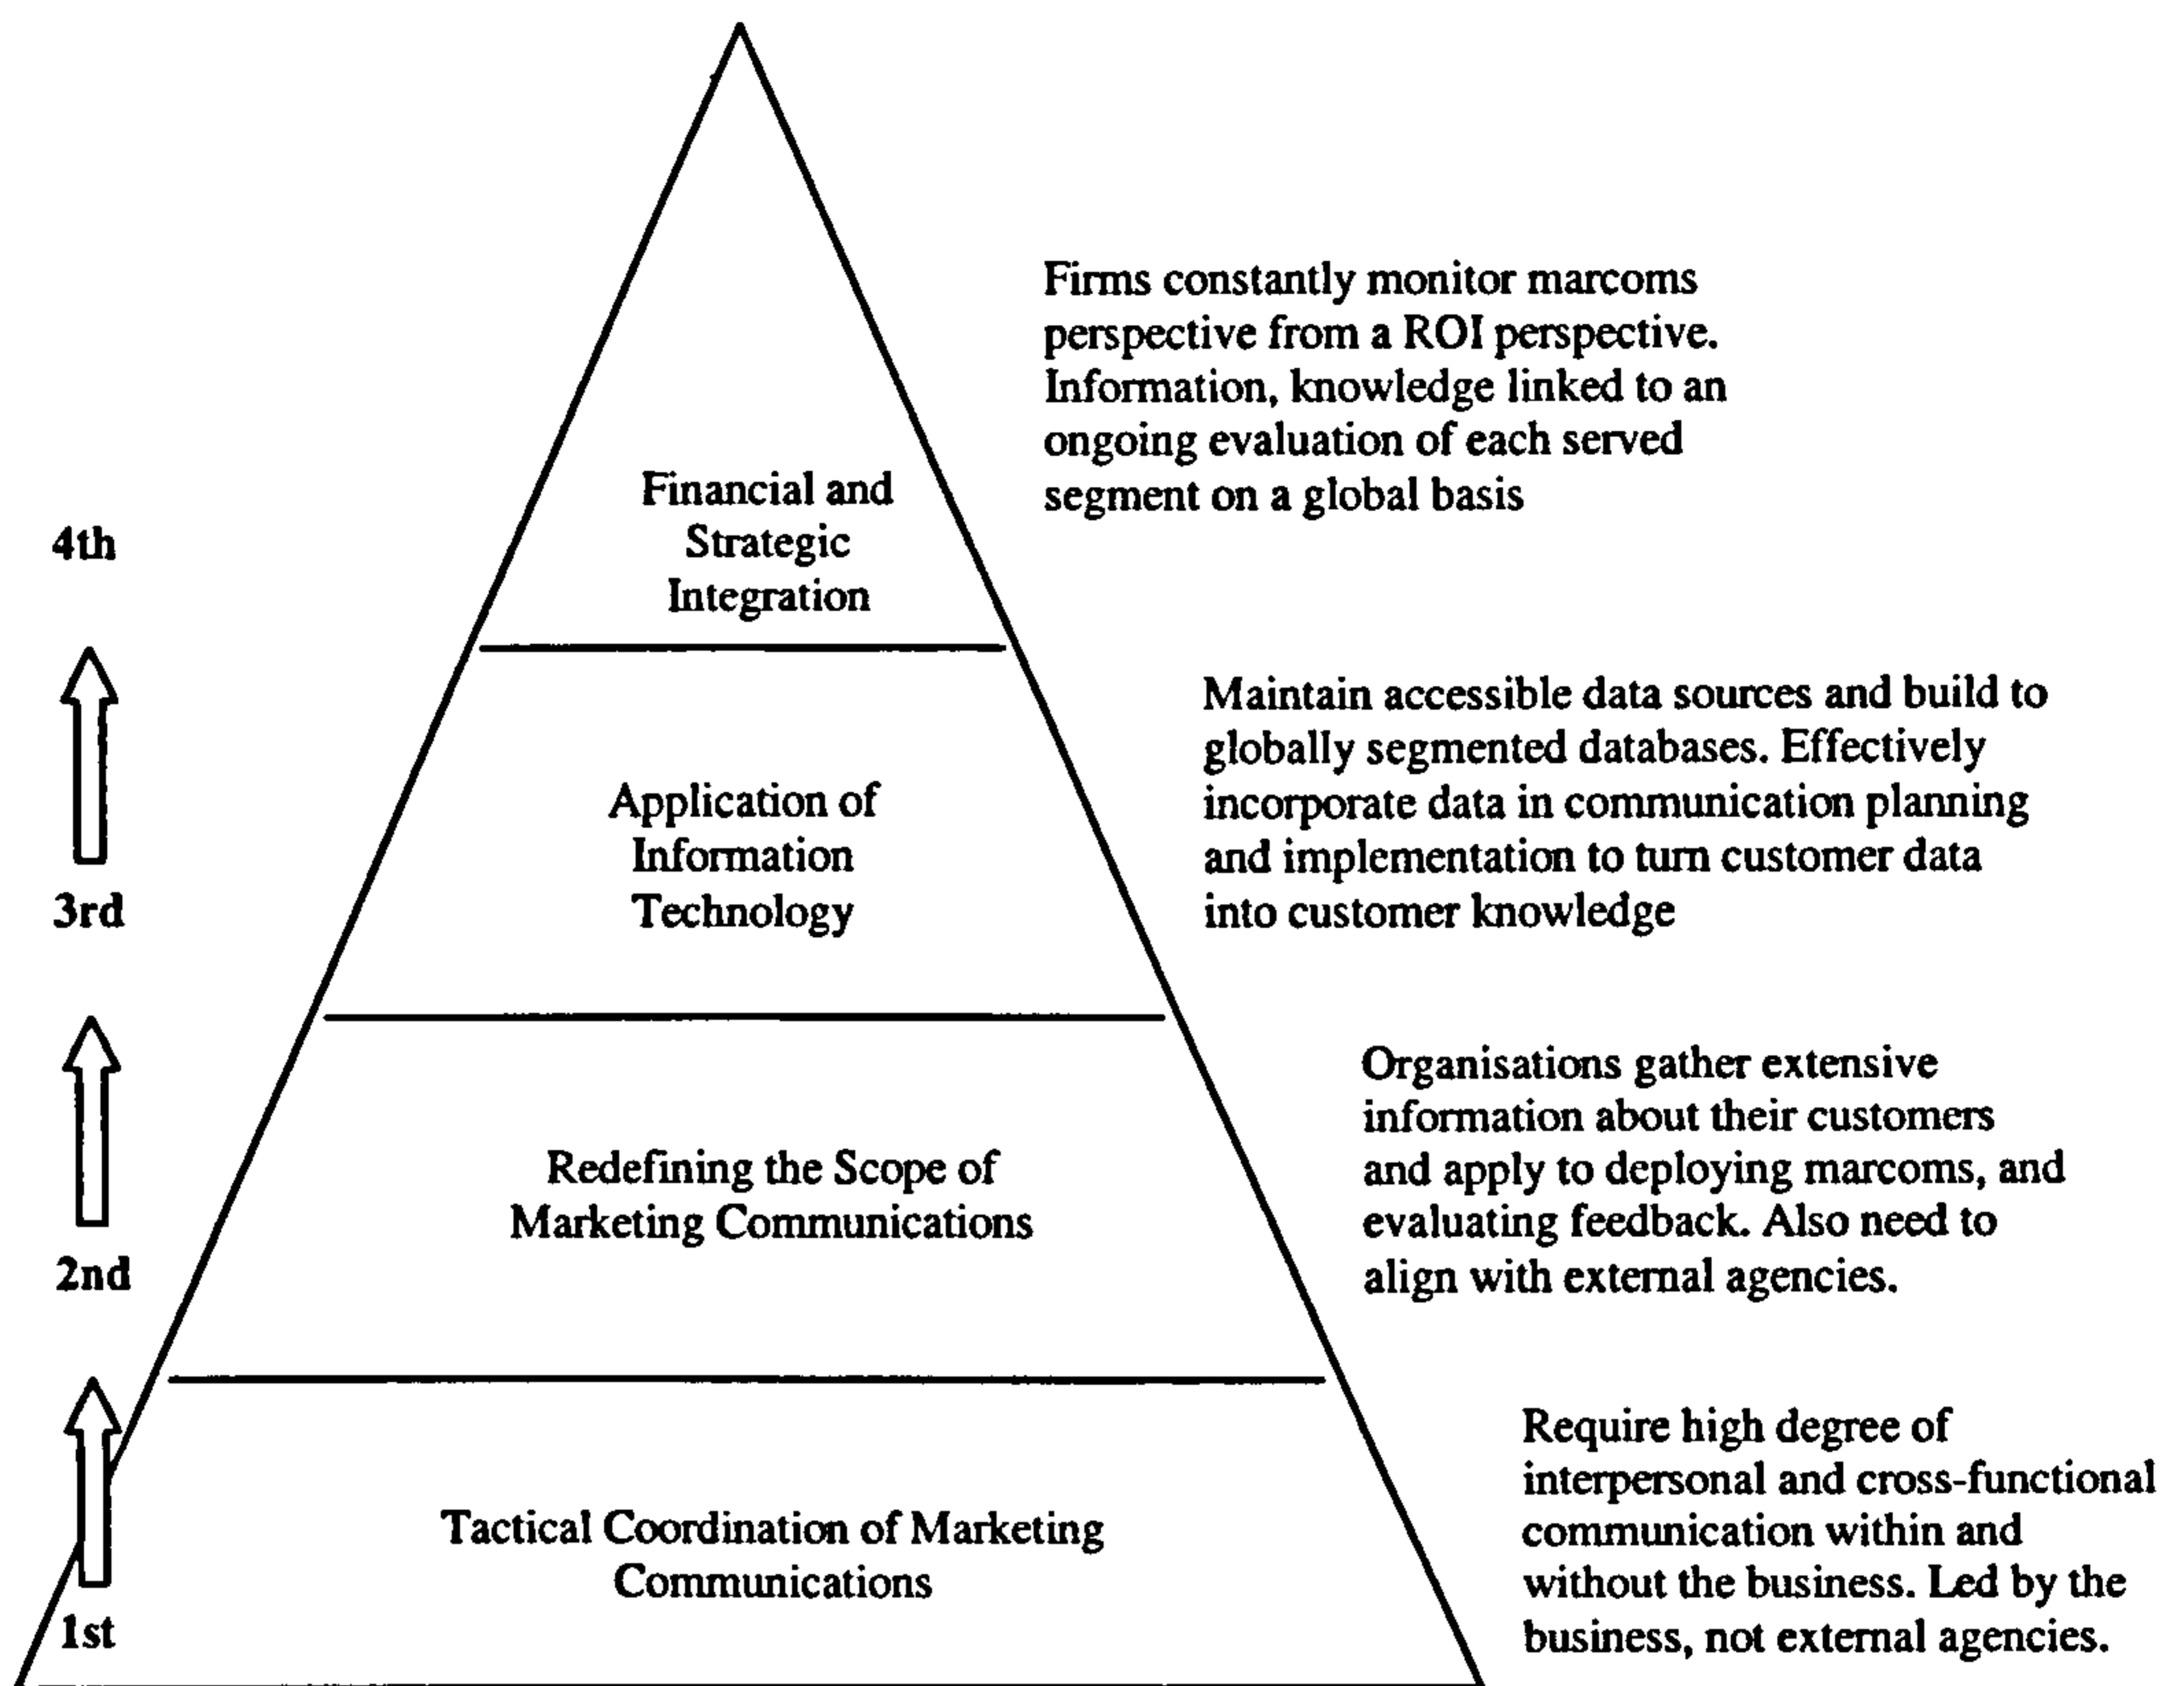 Firms constantly monitor marcoms
perspective from a ROI perspective.
Information, knowledge linked to an
ongoing evaluation of each served
segment on a global basis
Financial and
Strategic
Integration
4th
Maintain accessible data sources and build to
globally segmented databases. Effectively
incorporate data in communication planning
and implementation to turn customer data
into customer knowledge
Application of
Information
Technology
3rd
Organisations gather extensive
information about their customers
and apply to deploying marcoms, and
evaluating feedback. Also need to
align with external agencies.
Redefining the Scope of
Marketing Communications
2nd
Require high degree of
interpersonal and cross-functional
communication within and
without the business. Led by the
business, not external agencies.
Tactical Coordination of Marketing
Communications
1st